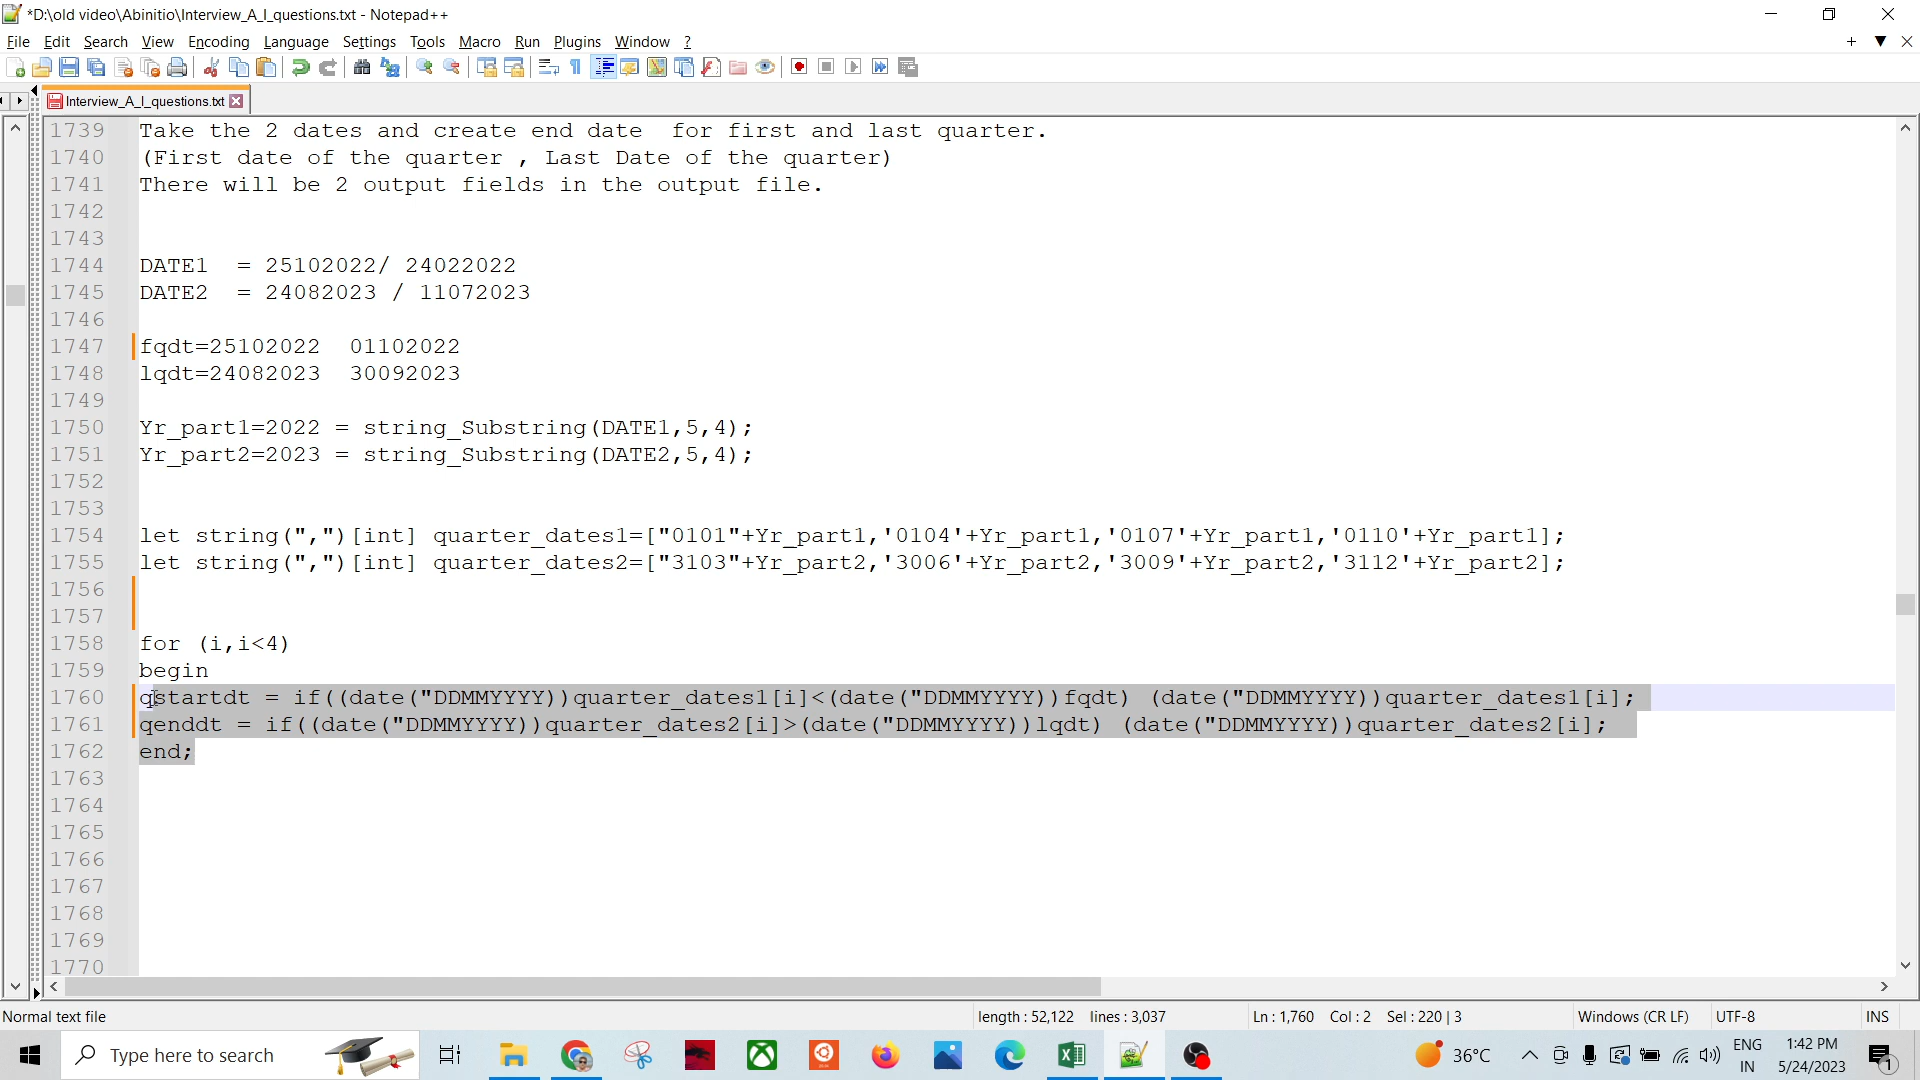 *D:\old video\Abinitio\Interview_A_I_questions.txt - Notepad++
File Edit Search View Encoding Language Settings Tools Macro Run Plugins Window ?
Interview_A_I_questions.txt
1739 Take the 2 dates and create end date  for first and last quarter.
1740 (First date of the quarter , Last Date of the quarter)
1741 There will be 2 output fields in the output file.
1742
1743
1744 DATE1  = 25102022/ 24022022
1745 DATE2  = 24082023 / 11072023
1746
1747 fqdt=25102022  01102022
1748 lqdt=24082023  30092023
1749
1750 Yr_part1=2022 = string_Substring(DATE1,5,4);
1751 Yr_part2=2023 = string_Substring(DATE2,5,4);
1752
1753
1754 let string(",")[int] quarter_dates1=["0101"+Yr_part1,'0104'+Yr_part1,'0107'+Yr_part1,'0110'+Yr_part1];
1755 let string(",")[int] quarter_dates2=["3103"+Yr_part2,'3006'+Yr_part2,'3009'+Yr_part2,'3112'+Yr_part2];
1756
1757
1758 for (i,i<4)
1759 begin
1760 qstartdt = if((date("DDMMYYYY))quarter_dates1[i]<(date("DDMMYYYY))fqdt) (date("DDMMYYYY))quarter_dates1[i];
1761 qenddt = if((date("DDMMYYYY))quarter_dates2[i]>(date("DDMMYYYY))lqdt) (date("DDMMYYYY))quarter_dates2[i];
1762 end;
1763
1764
1765
1766
1767
1768
1769
1770
Normal text file length : 52,122 lines : 3,037 Ln : 1,760 Col : 2 Sel : 220 | 3 Windows (CR LF) UTF-8 INS
Type here to search 36°C ENG IN 1:42 PM 5/24/2023 1